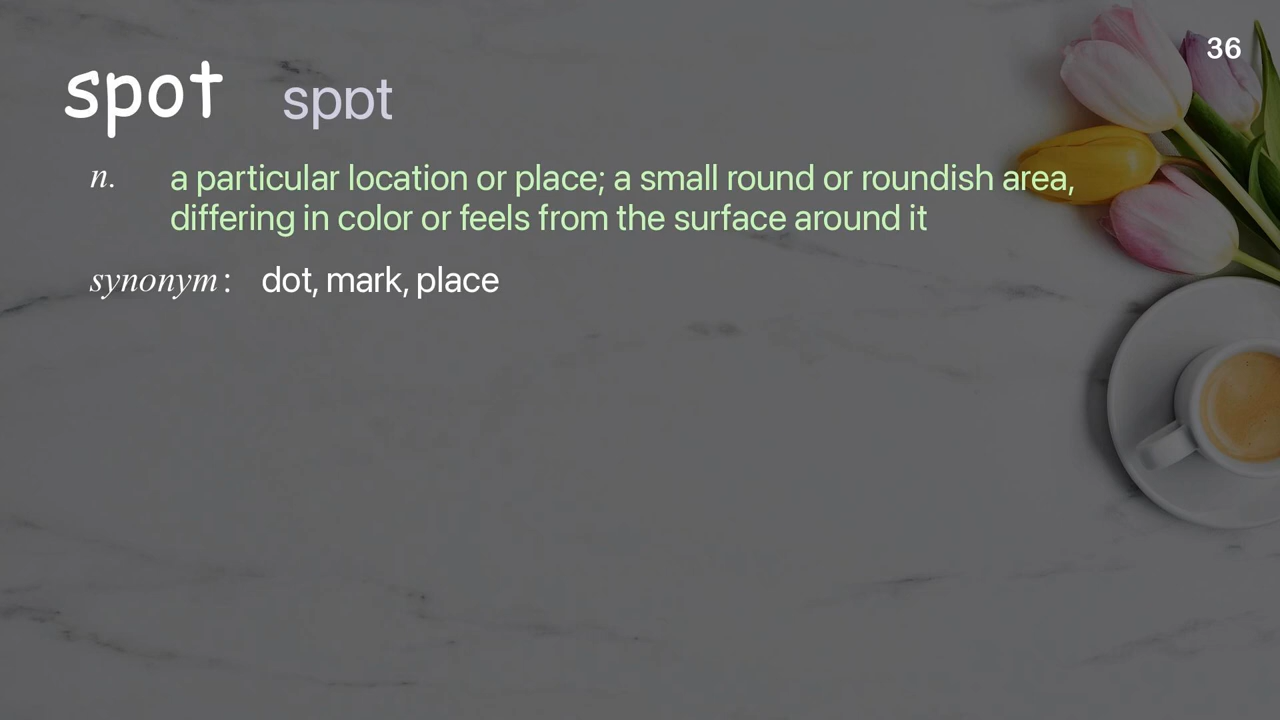 36
spot spɒt
n. a particular location or place; a small round or roundish area,
differing in color or feels from the surface around it
synonym: dot, mark, place